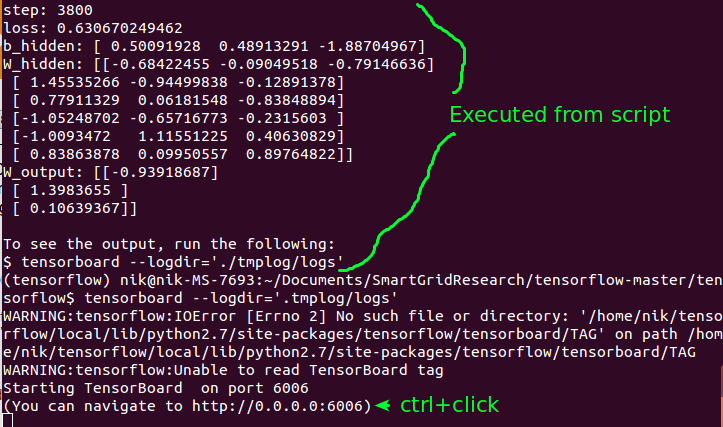 step: 3800
loss: 0.630670249462
b_hidden: [ 0.50091928  0.48913291 -1.88704967]
W_hidden: [[-0.68422455 -0.09049518 -0.79146636]
 [ 1.45535266 -0.94499838 -0.12891378]
 [ 0.77911329  0.06181548 -0.83848894]
 [-1.05248702 -0.65716773 -0.2315603 ]
 [-1.0093472   1.11551225  0.40630829]
 [ 0.83863878  0.09950557  0.89764822]]
Executed from script
W_output: [[-0.93918687]
 [ 1.3983655 ]
 [ 0.10639367]]
To see the output, run the following:
$ tensorboard --logdir='./tmplog/logs'
(tensorflow) nik@nik-MS-7693:~/Documents/SmartGridResearch/tensorflow-master/ten
sorflow$ tensorboard --logdir='.tmplog/logs'
WARNING:tensorflow:IOError [Errno 2] No such file or directory: '/home/nik/tenso
rflow/local/lib/python2.7/site-packages/tensorflow/tensorboard/TAG' on path /hom
e/nik/tensorflow/local/lib/python2.7/site-packages/tensorflow/tensorboard/TAG
WARNING:tensorflow:Unable to read TensorBoard tag
Starting TensorBoard  on port 6006
(You can navigate to http://0.0.0.0:6006) ctrl+click